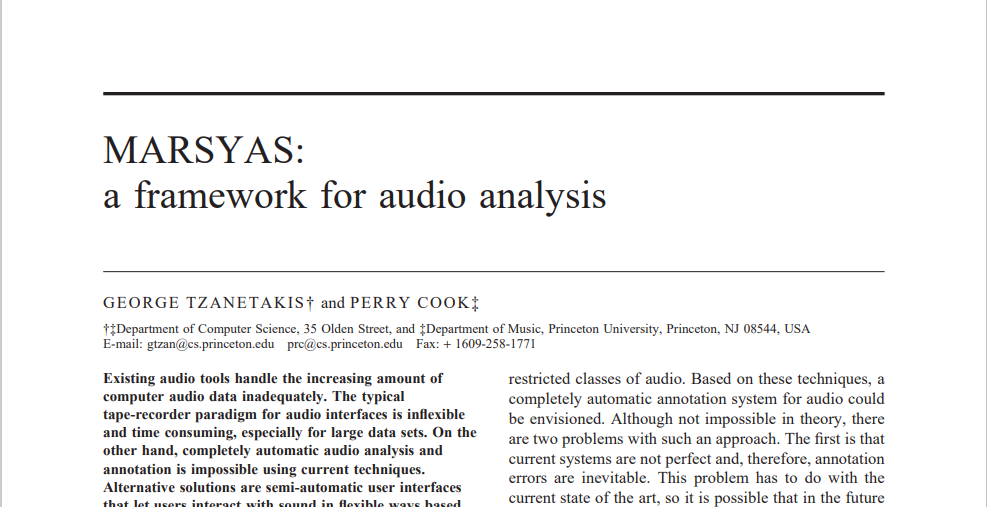 MARSYAS:
a framework for audio analysis
GEORGE TZANETAKIS† and PERRY COOK‡
†‡Department of Computer Science, 35 Olden Street, and ‡Department of Music, Princeton University, Princeton, NJ 08544, USA
E-mail: gtzan@cs.princeton.edu prc@cs.princeton.edu Fax: + 1609-258-1771
Existing audio tools handle the increasing amount of
computer audio data inadequately. The typical
tape-recorder paradigm for audio interfaces is inflexible
and time consuming, especially for large data sets. On the
other hand, completely automatic audio analysis and
annotation is impossible using current techniques.
Alternative solutions are semi-automatic user interfaces
that let users interact with sound in flexible ways based
restricted classes of audio. Based on these techniques, a
completely automatic annotation system for audio could
be envisioned. Although not impossible in theory, there
are two problems with such an approach. The first is that
current systems are not perfect and, therefore, annotation
errors are inevitable. This problem has to do with the
current state of the art, so it is possible that in the future